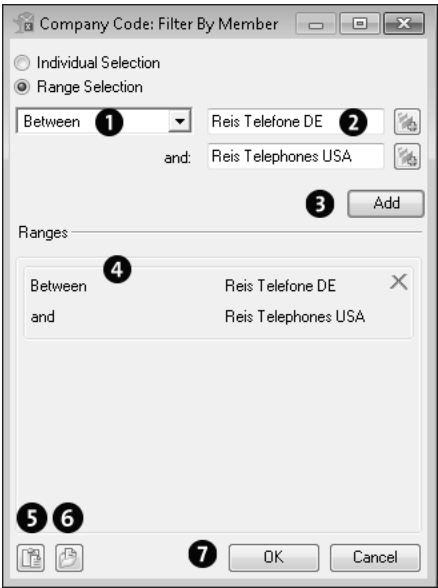 Company Code: Filter By Member
Individual Selection
Range Selection
Between 1 Reis Telefone DE 2
and: Reis Telephones USA
3 Add
Ranges
4
Between Reis Telefone DE
and Reis Telephones USA
5 6
7 OK Cancel